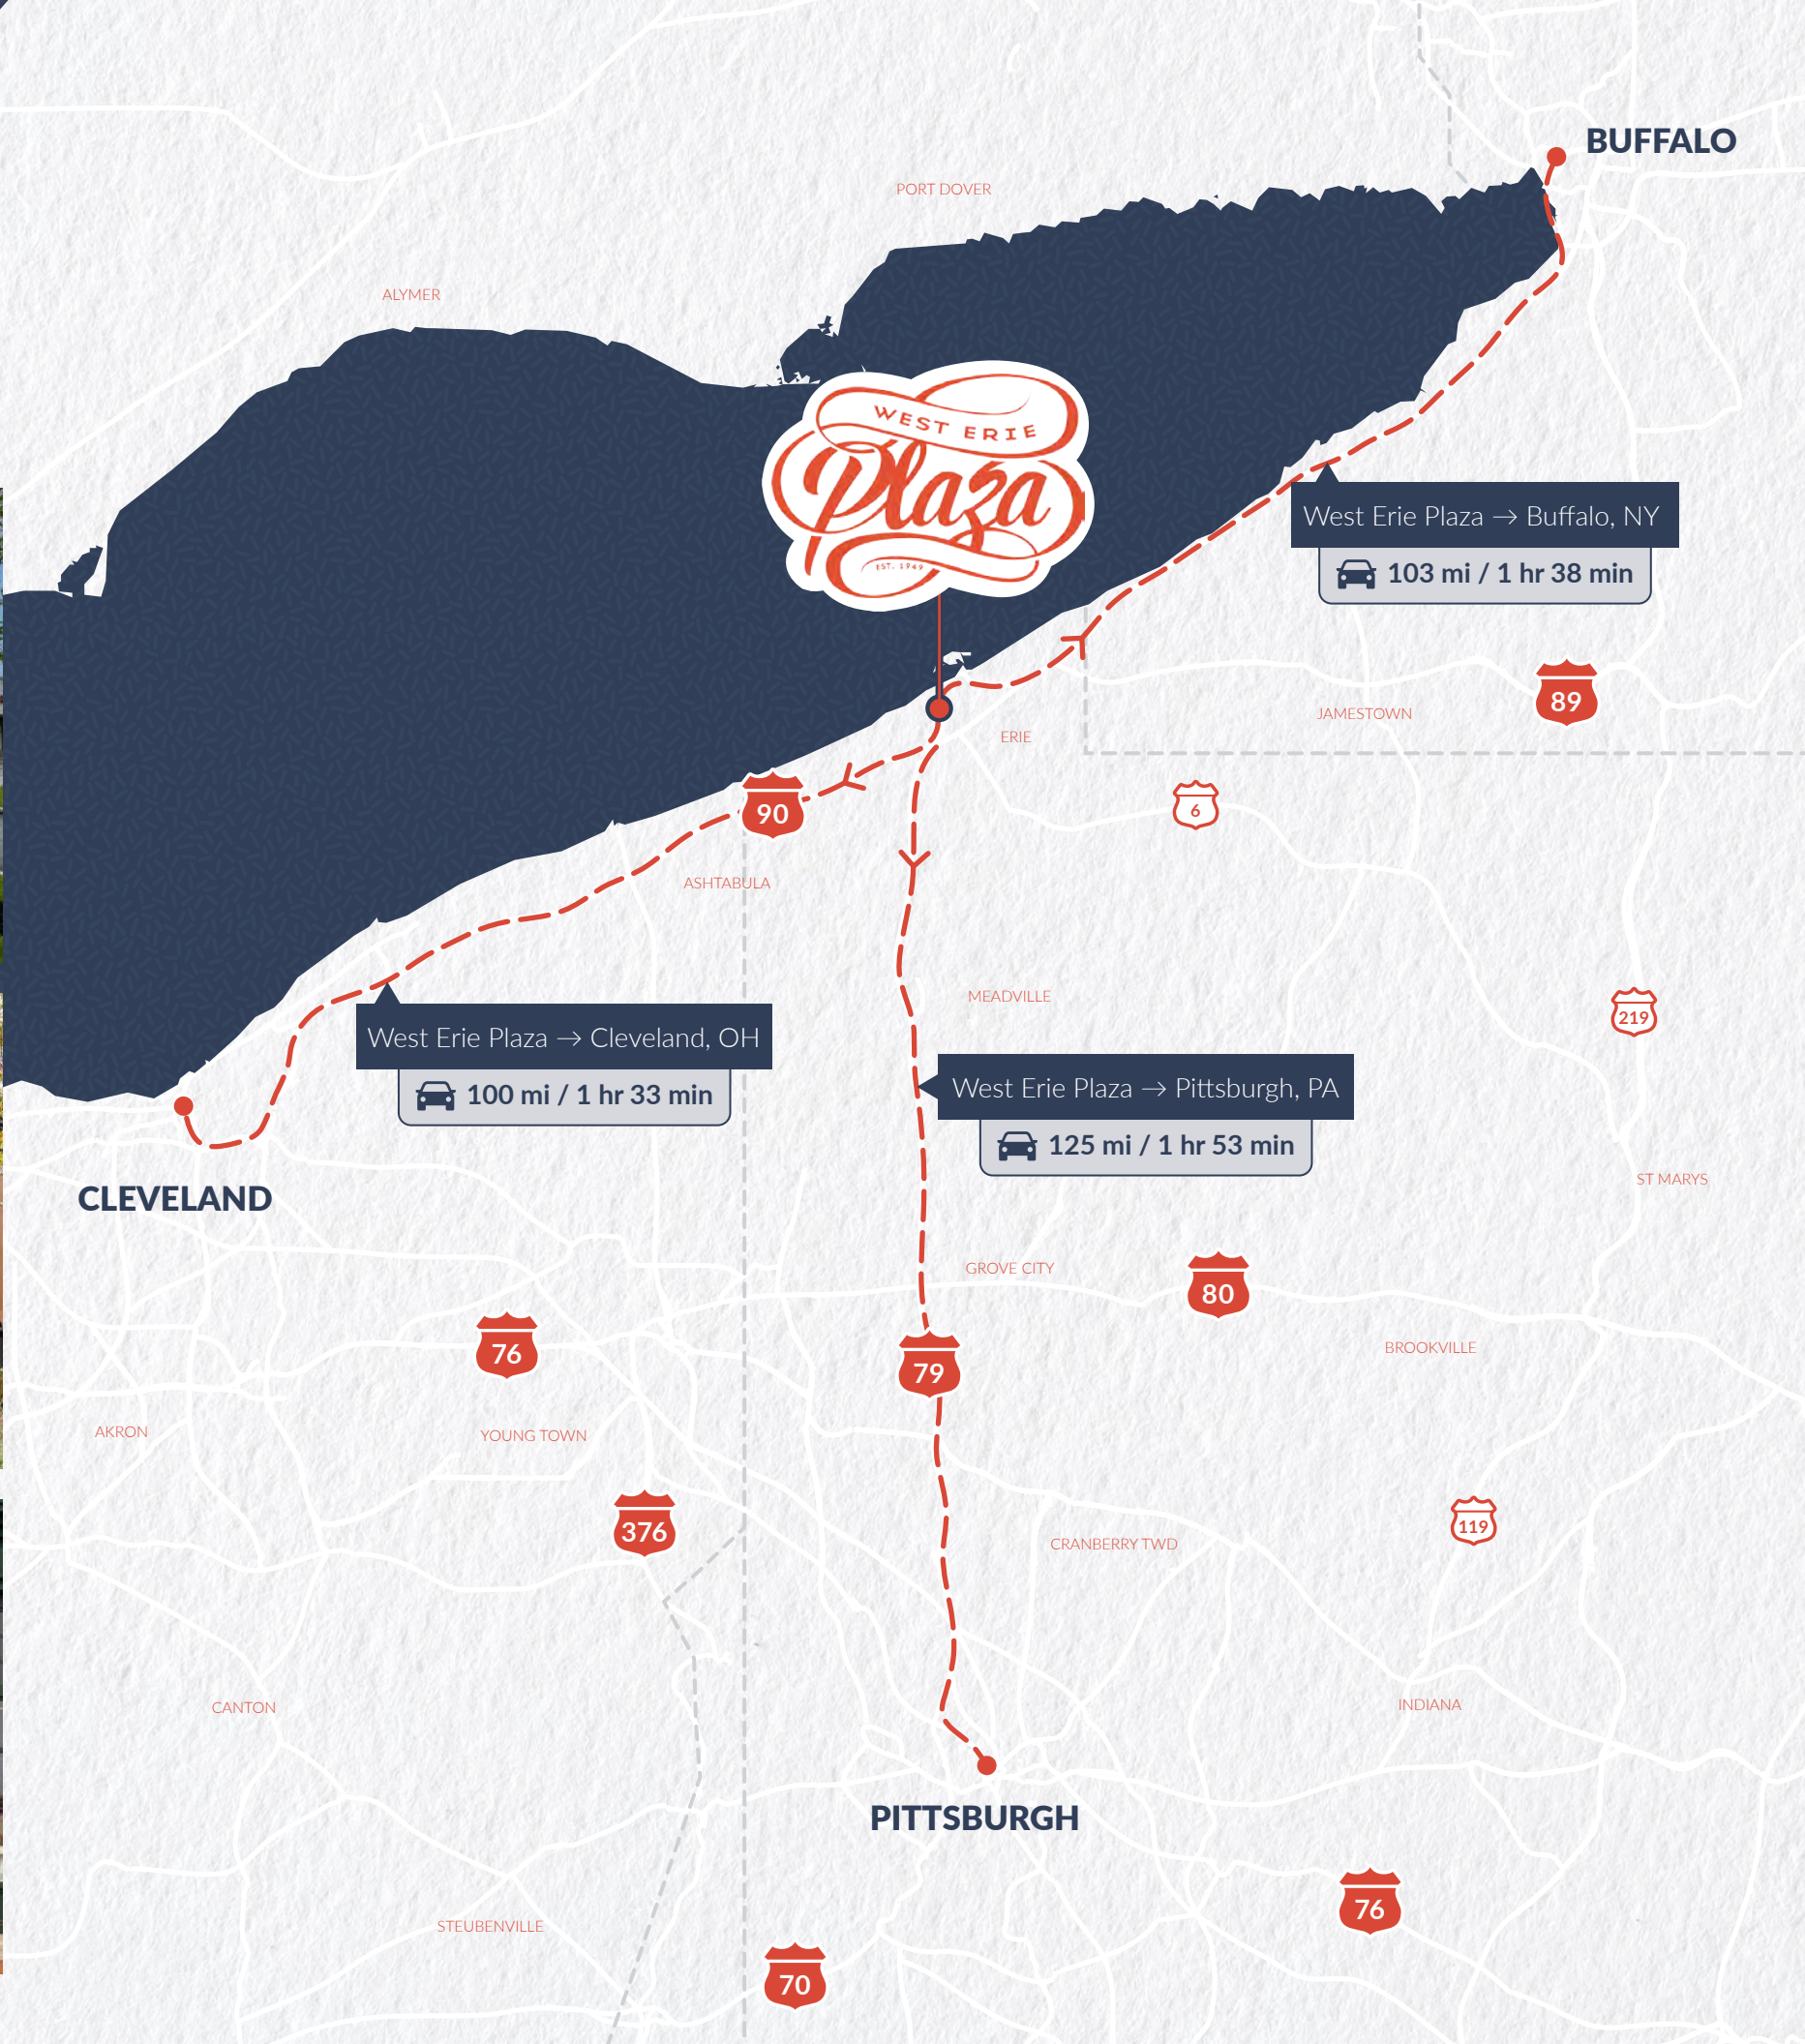 BUFFALO
PORT DOVER
ALYMER
WEST ERIE
Plaza
EST. 1949
West Erie Plaza → Buffalo, NY
103 mi / 1 hr 38 min
89
JAMESTOWN
ERIE
6
90
ASHTABULA
MEADVILLE
219
West Erie Plaza → Cleveland, OH
100 mi / 1 hr 33 min
West Erie Plaza → Pittsburgh, PA
125 mi / 1 hr 53 min
ST MARYS
CLEVELAND
GROVE CITY
80
76
79
BROOKVILLE
AKRON
YOUNG TOWN
376
119
CRANBERRY TWD
CANTON
INDIANA
PITTSBURGH
76
STEUBENVILLE
70